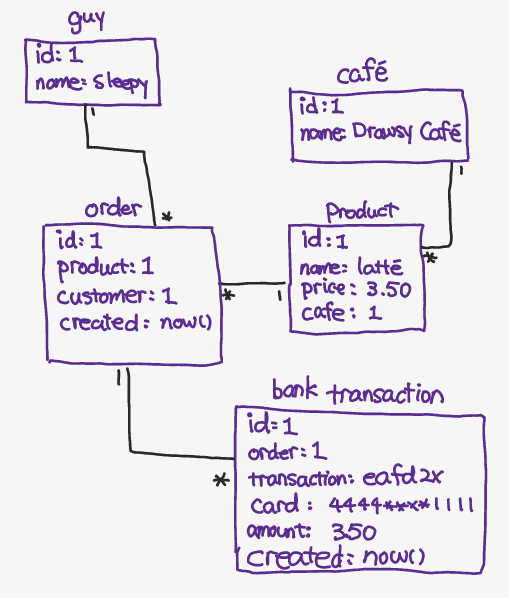 guy
id: 1
name: Sleepy
café
id: 1
name: Drawsy Café
1
1
order
*
id: 1
product: 1
customer: 1
created: now()
Product
id: 1
name: latté
price: 3.50
cafe: 1
*
*
1
1
*
bank transaction
id: 1
order: 1
transaction: eafd2x
Card: 4444****1111
amount: 3.50
created: now()